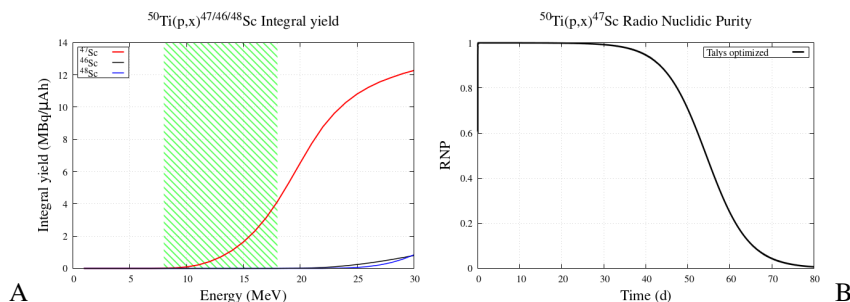 ⁵⁰Ti(p,x)⁴⁷/⁴⁶/⁴⁸Sc Integral yield
⁴⁷Sc
⁴⁶Sc
⁴⁸Sc
14
12
10
8
6
4
2
0
Integral yield (MBq/μAh)
0 5 10 15 20 25 30
Energy (MeV)
A
⁵⁰Ti(p,x)⁴⁷Sc Radio Nuclidic Purity
Talys optimized
1
0.8
0.6
0.4
0.2
0
RNP
0 10 20 30 40 50 60 70 80
Time (d)
B